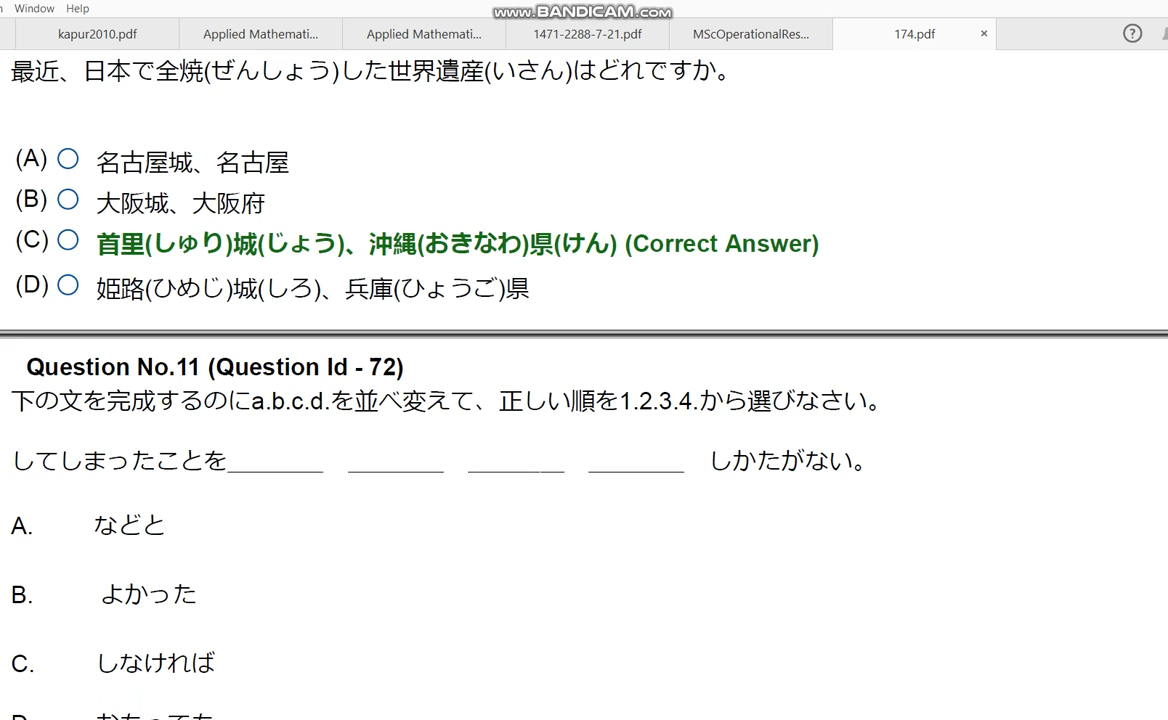 Window Help
www.BANDICAM.com
kapur2010.pdf Applied Mathemati... Applied Mathemati... 1471-2288-7-21.pdf MScOperationalRes... 174.pdf × ?
最近、日本で全焼(ぜんしょう)した世界遺産(いさん)はどれですか。
(A) 名古屋城、名古屋
(B) 大阪城、大阪府
(C) 首里(しゅり)城(じょう)、沖縄(おきなわ)県(けん) (Correct Answer)
(D) 姫路(ひめじ)城(しろ)、兵庫(ひょうご)県
Question No.11 (Question Id - 72)
下の文を完成するのにa.b.c.d.を並べ変えて、正しい順を1.2.3.4.から選びなさい。
してしまったことを________ ________ ________ ________ しかたがない。
A. などと
B. よかった
C. しなければ